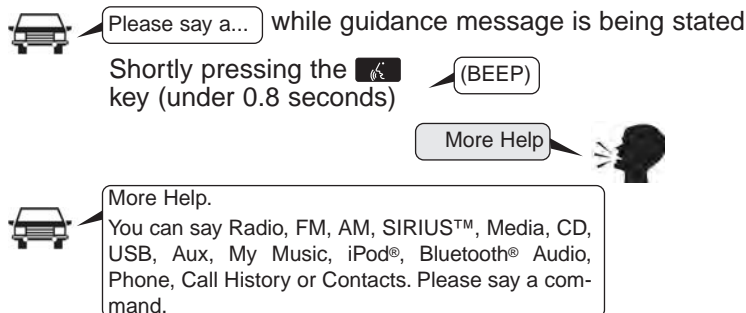 Please say a... while guidance message is being stated
Shortly pressing the
key (under 0.8 seconds)
(BEEP)
More Help
More Help.
You can say Radio, FM, AM, SIRIUS™, Media, CD,
USB, Aux, My Music, iPod®, Bluetooth® Audio,
Phone, Call History or Contacts. Please say a com-
mand.